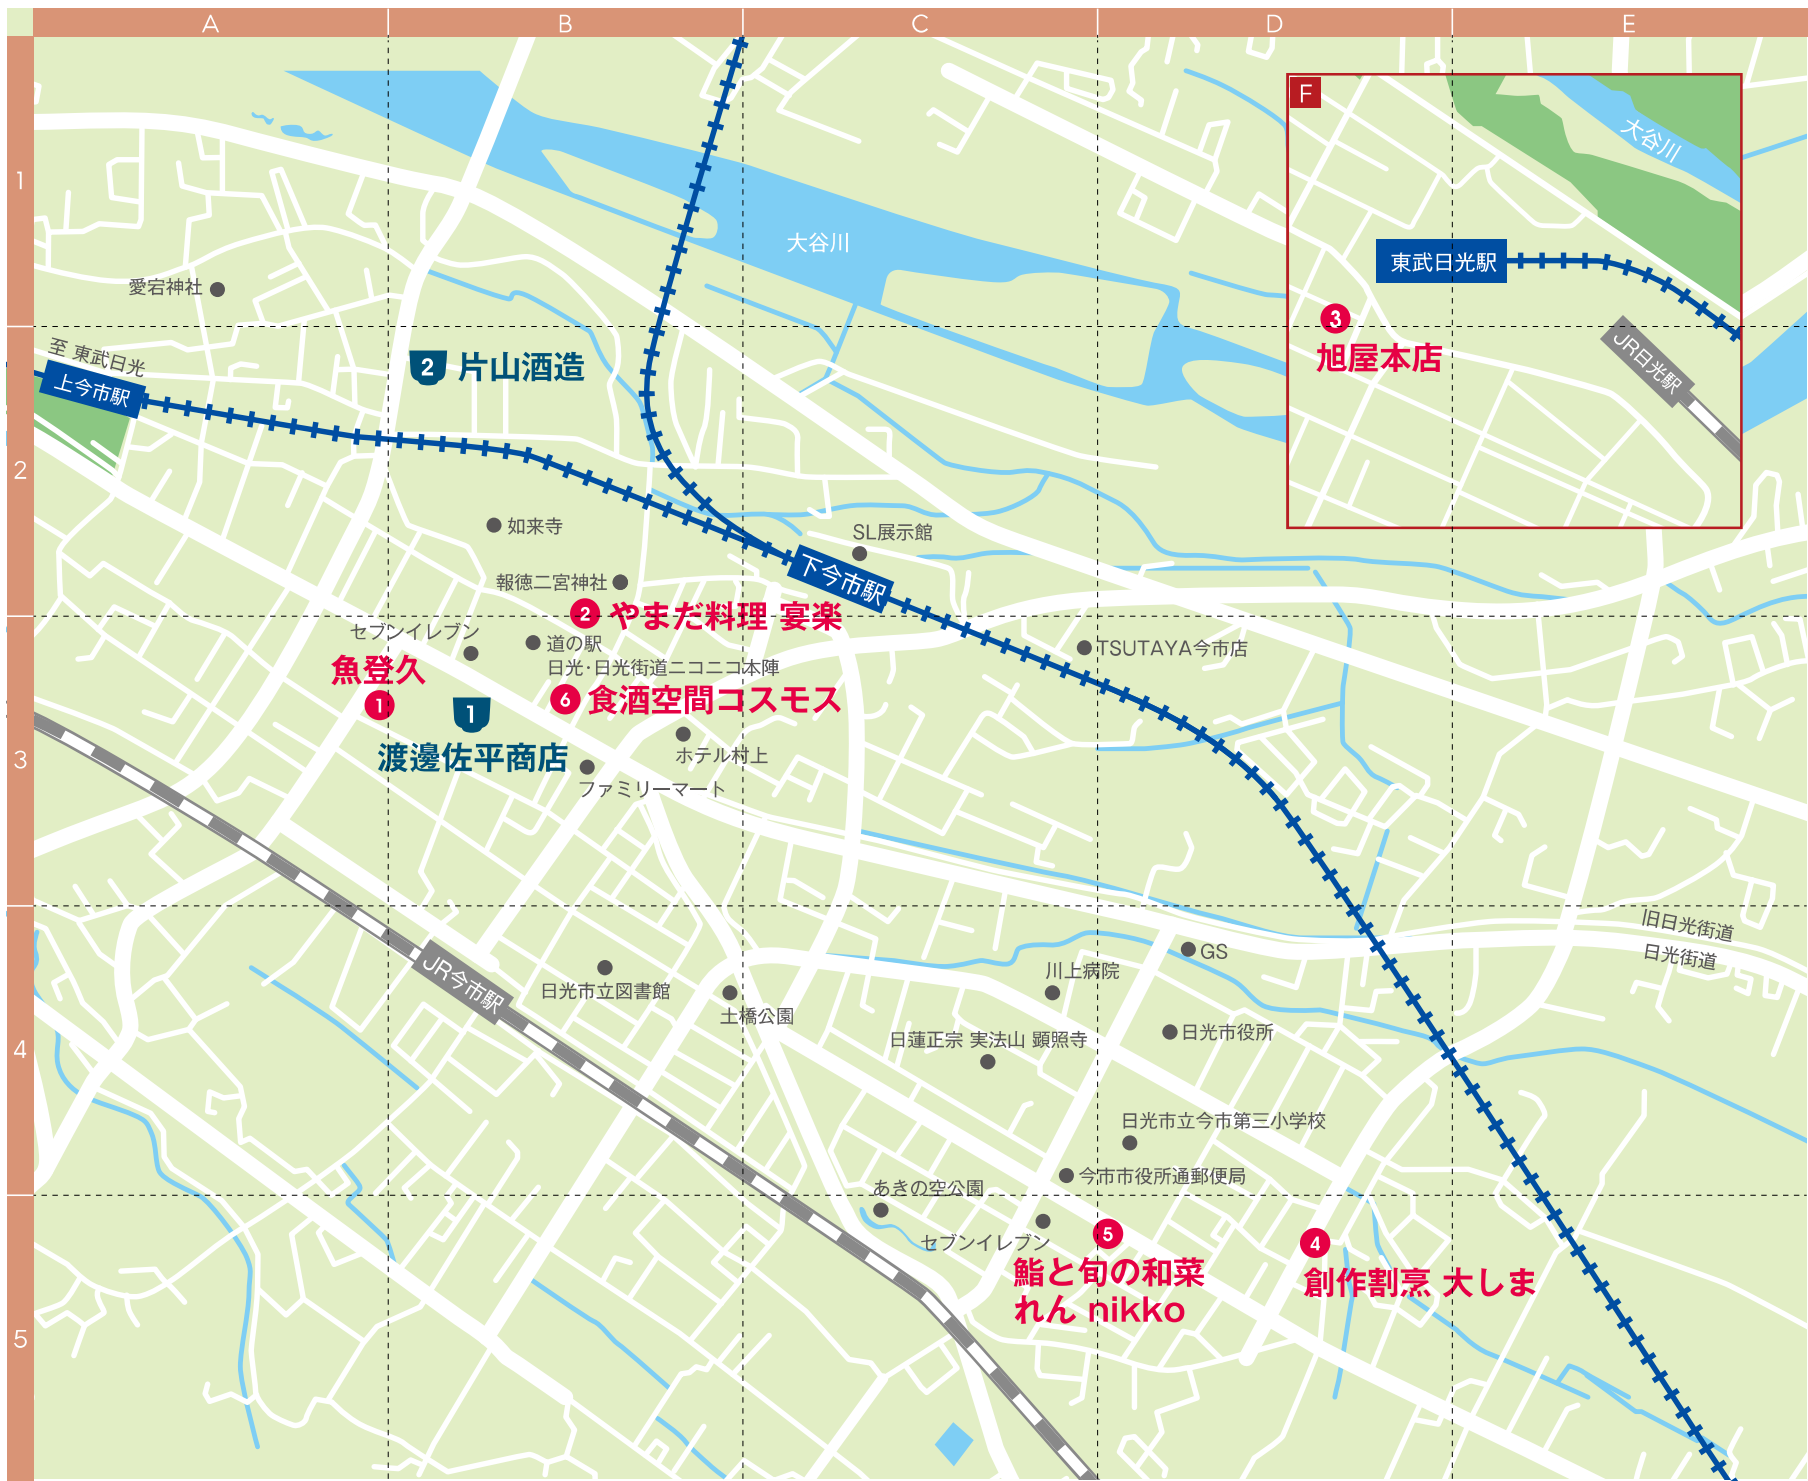 A
B
C
D
E
1
2
3
4
5
F
大谷川
東武日光駅
3
旭屋本店
JR日光駅
大谷川
愛宕神社
至 東武日光
上今市駅
2
片山酒造
如来寺
SL展示館
下今市駅
報徳二宮神社
2
やまだ料理 宴楽
セブンイレブン
道の駅
日光・日光街道ニコニコ本陣
TSUTAYA今市店
魚登久
1
1
渡邊佐平商店
6
食酒空間コスモス
ホテル村上
ファミリーマート
旧日光街道
日光街道
GS
JR今市駅
日光市立図書館
土橋公園
川上病院
日蓮正宗 実法山 顕照寺
日光市役所
日光市立今市第三小学校
今市市役所通郵便局
あきの空公園
セブンイレブン
5
鮨と旬の和菜
れん nikko
4
創作割烹 大しま